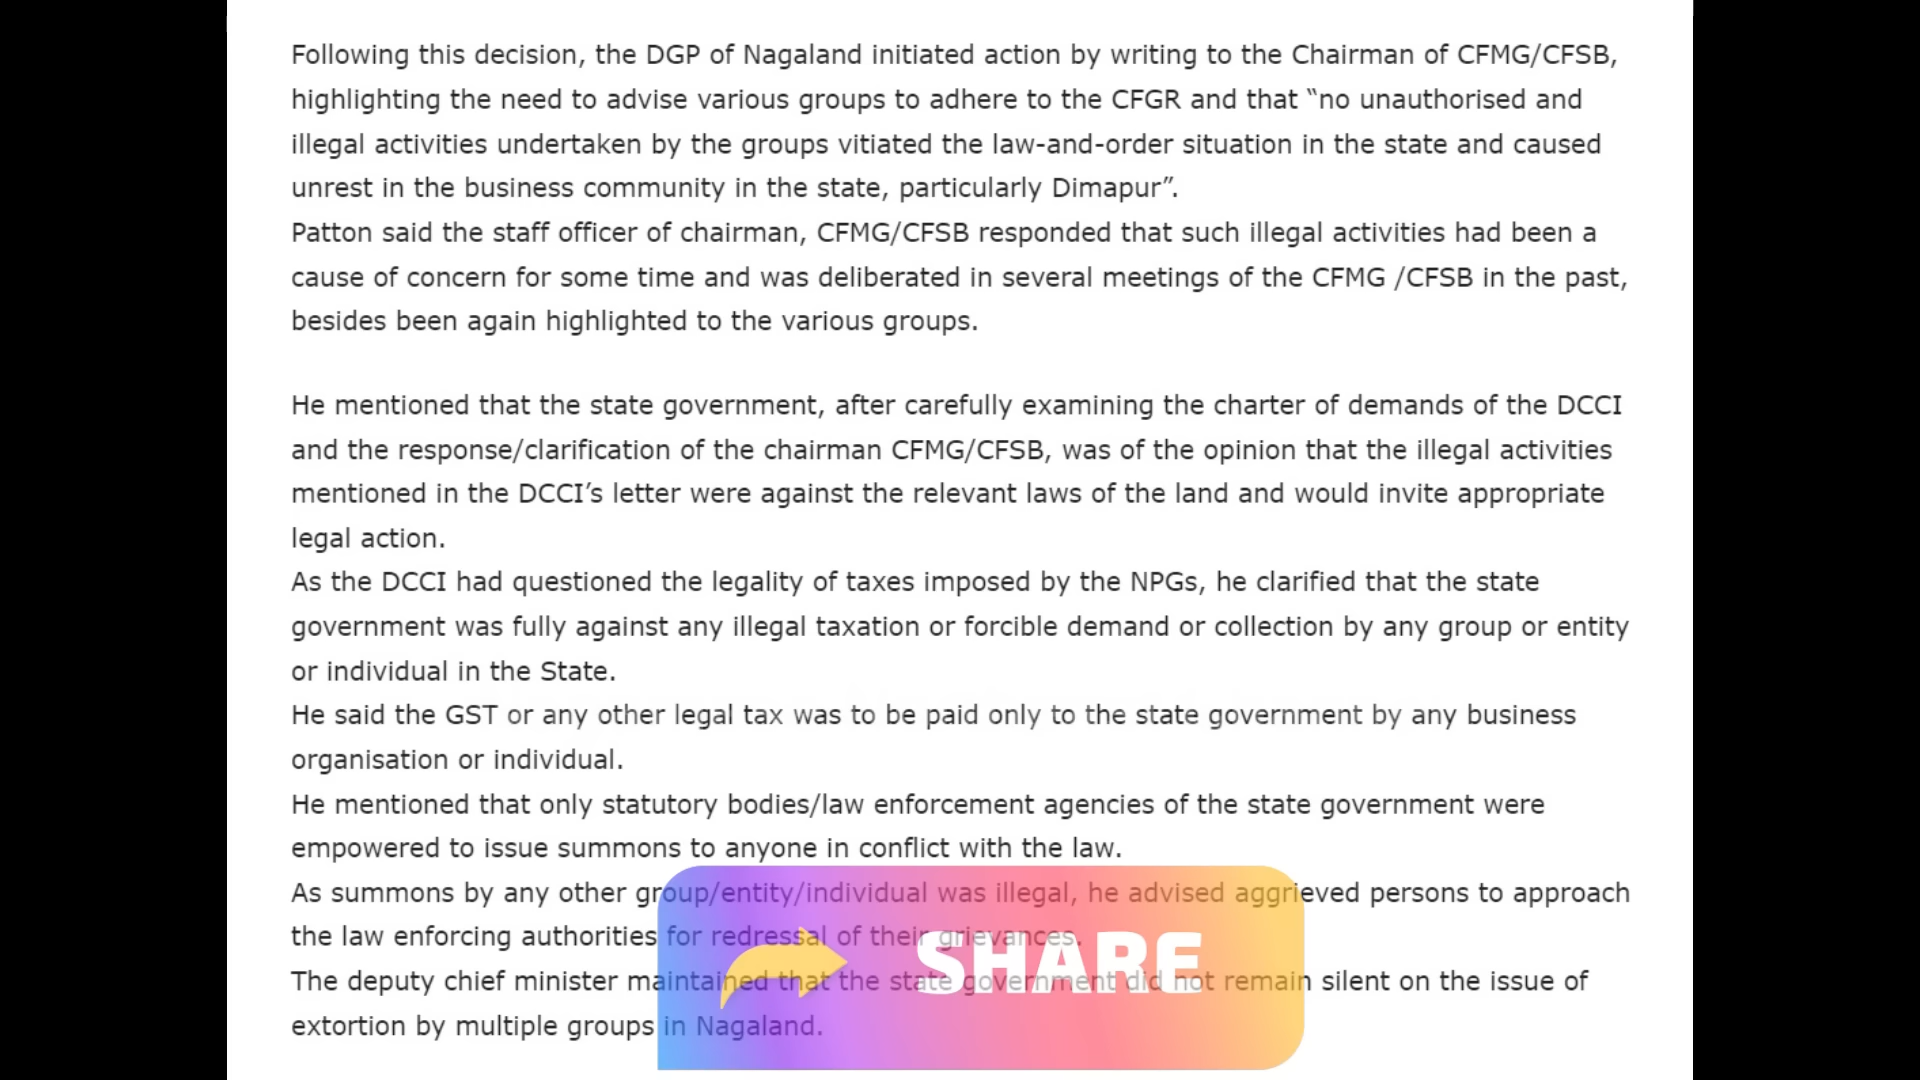 Following this decision, the DGP of Nagaland initiated action by writing to the Chairman of CFMG/CFSB,
highlighting the need to advise various groups to adhere to the CFGR and that “no unauthorised and
illegal activities undertaken by the groups vitiated the law-and-order situation in the state and caused
unrest in the business community in the state, particularly Dimapur”.
Patton said the staff officer of chairman, CFMG/CFSB responded that such illegal activities had been a
cause of concern for some time and was deliberated in several meetings of the CFMG /CFSB in the past,
besides been again highlighted to the various groups.
He mentioned that the state government, after carefully examining the charter of demands of the DCCI
and the response/clarification of the chairman CFMG/CFSB, was of the opinion that the illegal activities
mentioned in the DCCI’s letter were against the relevant laws of the land and would invite appropriate
legal action.
As the DCCI had questioned the legality of taxes imposed by the NPGs, he clarified that the state
government was fully against any illegal taxation or forcible demand or collection by any group or entity
or individual in the State.
He said the GST or any other legal tax was to be paid only to the state government by any business
organisation or individual.
He mentioned that only statutory bodies/law enforcement agencies of the state government were
empowered to issue summons to anyone in conflict with the law.
As summons by any other group/entity/individual was illegal, he advised aggrieved persons to approach
the law enforcing authorities for redressal of their grievances.
SHARE
The deputy chief minister maintained that the state government did not remain silent on the issue of
extortion by multiple groups in Nagaland.